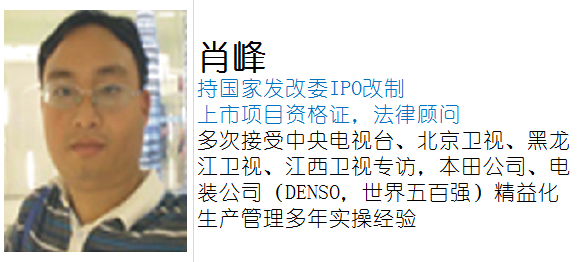 肖峰
持国家发改委IPO改制
上市项目资格证，法律顾问
多次接受中央电视台、北京卫视、黑龙
江卫视、江西卫视专访，本田公司、电
装公司（DENSO，世界五百强）精益化
生产管理多年实操经验